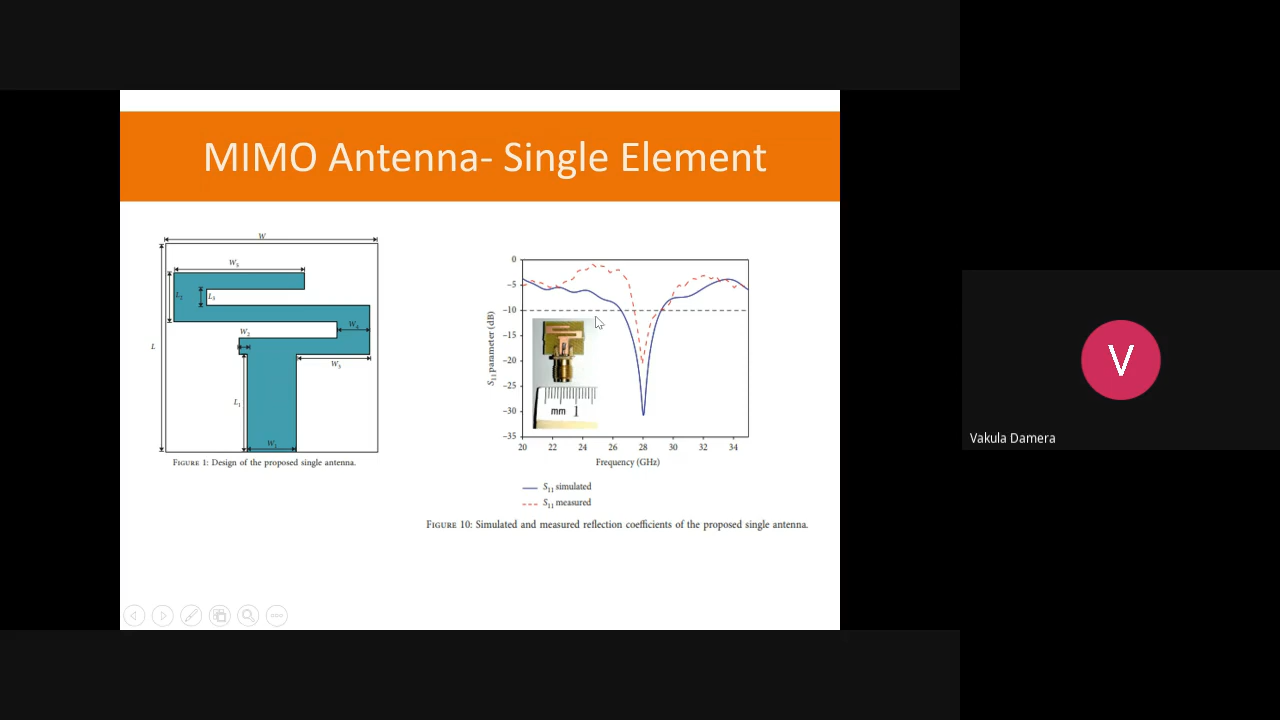 MIMO Antenna- Single Element
W
W5
L2
L3
W4
W2
L
W3
L1
W1
FIGURE 1: Design of the proposed single antenna.
0
−5
−10
−15
−20
−25
−30
−35
S11 parameter (dB)
mm 1
20 22 24 26 28 30 32 34
Frequency (GHz)
S11 simulated
S11 measured
FIGURE 10: Simulated and measured reflection coefficients of the proposed single antenna.
V
Vakula Damera